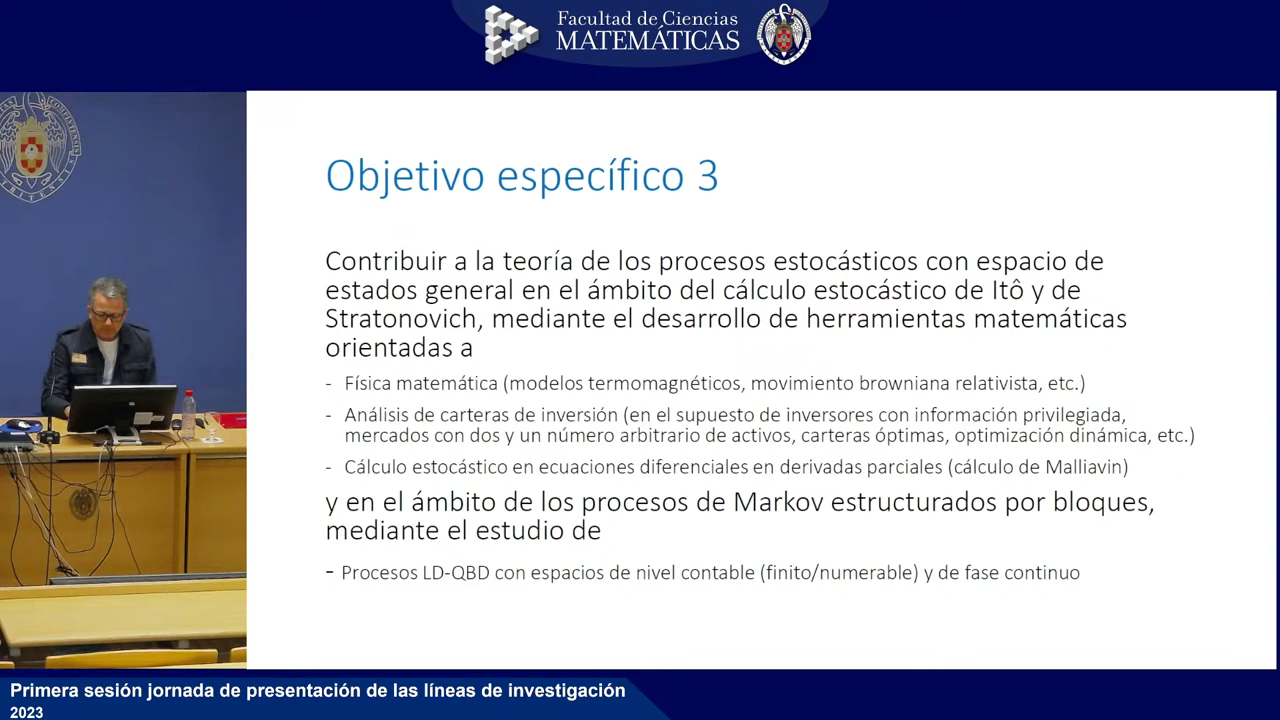 Facultad de Ciencias
MATEMÁTICAS
Objetivo específico 3
Contribuir a la teoría de los procesos estocásticos con espacio de
estados general en el ámbito del cálculo estocástico de Itô y de
Stratonovich, mediante el desarrollo de herramientas matemáticas
orientadas a
- Física matemática (modelos termomagnéticos, movimiento browniana relativista, etc.)
- Análisis de carteras de inversión (en el supuesto de inversores con información privilegiada,
mercados con dos y un número arbitrario de activos, carteras óptimas, optimización dinámica, etc.)
- Cálculo estocástico en ecuaciones diferenciales en derivadas parciales (cálculo de Malliavin)
y en el ámbito de los procesos de Markov estructurados por bloques,
mediante el estudio de
- Procesos LD-QBD con espacios de nivel contable (finito/numerable) y de fase continuo
Primera sesión jornada de presentación de las líneas de investigación
2023